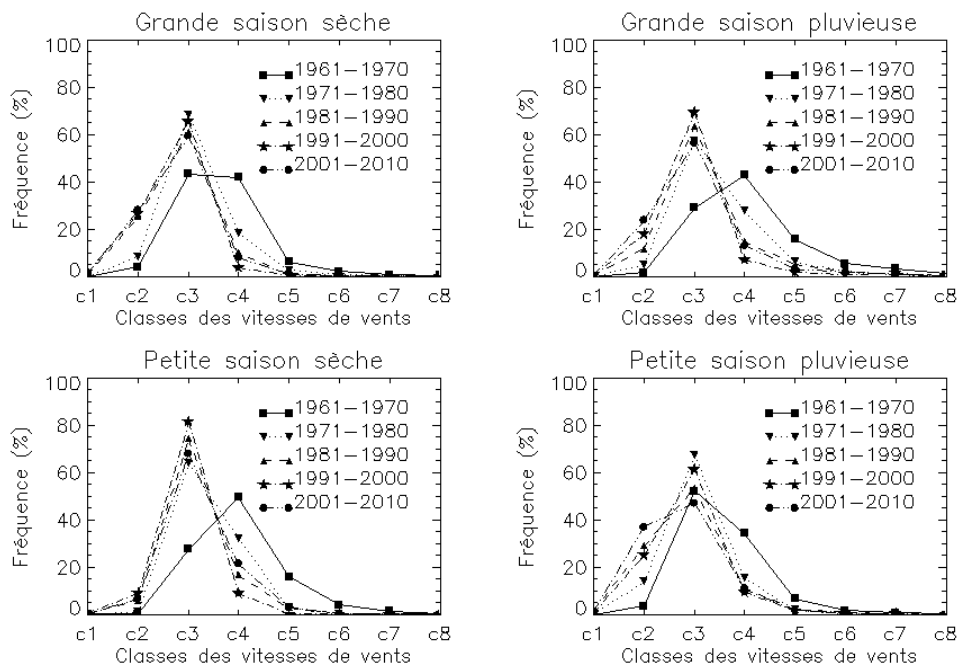 Grande saison sèche
100
80
60
40
20
0
Fréquence (%)
1961-1970
1971-1980
1981-1990
1991-2000
2001-2010
c1 c2 c3 c4 c5 c6 c7 c8
Classes des vitesses de vents
Grande saison pluvieuse
100
80
60
40
20
0
Fréquence (%)
1961-1970
1971-1980
1981-1990
1991-2000
2001-2010
c1 c2 c3 c4 c5 c6 c7 c8
Classes des vitesses de vents
Petite saison sèche
100
80
60
40
20
0
Fréquence (%)
1961-1970
1971-1980
1981-1990
1991-2000
2001-2010
c1 c2 c3 c4 c5 c6 c7 c8
Classes des vitesses de vents
Petite saison pluvieuse
100
80
60
40
20
0
Fréquence (%)
1961-1970
1971-1980
1981-1990
1991-2000
2001-2010
c1 c2 c3 c4 c5 c6 c7 c8
Classes des vitesses de vents